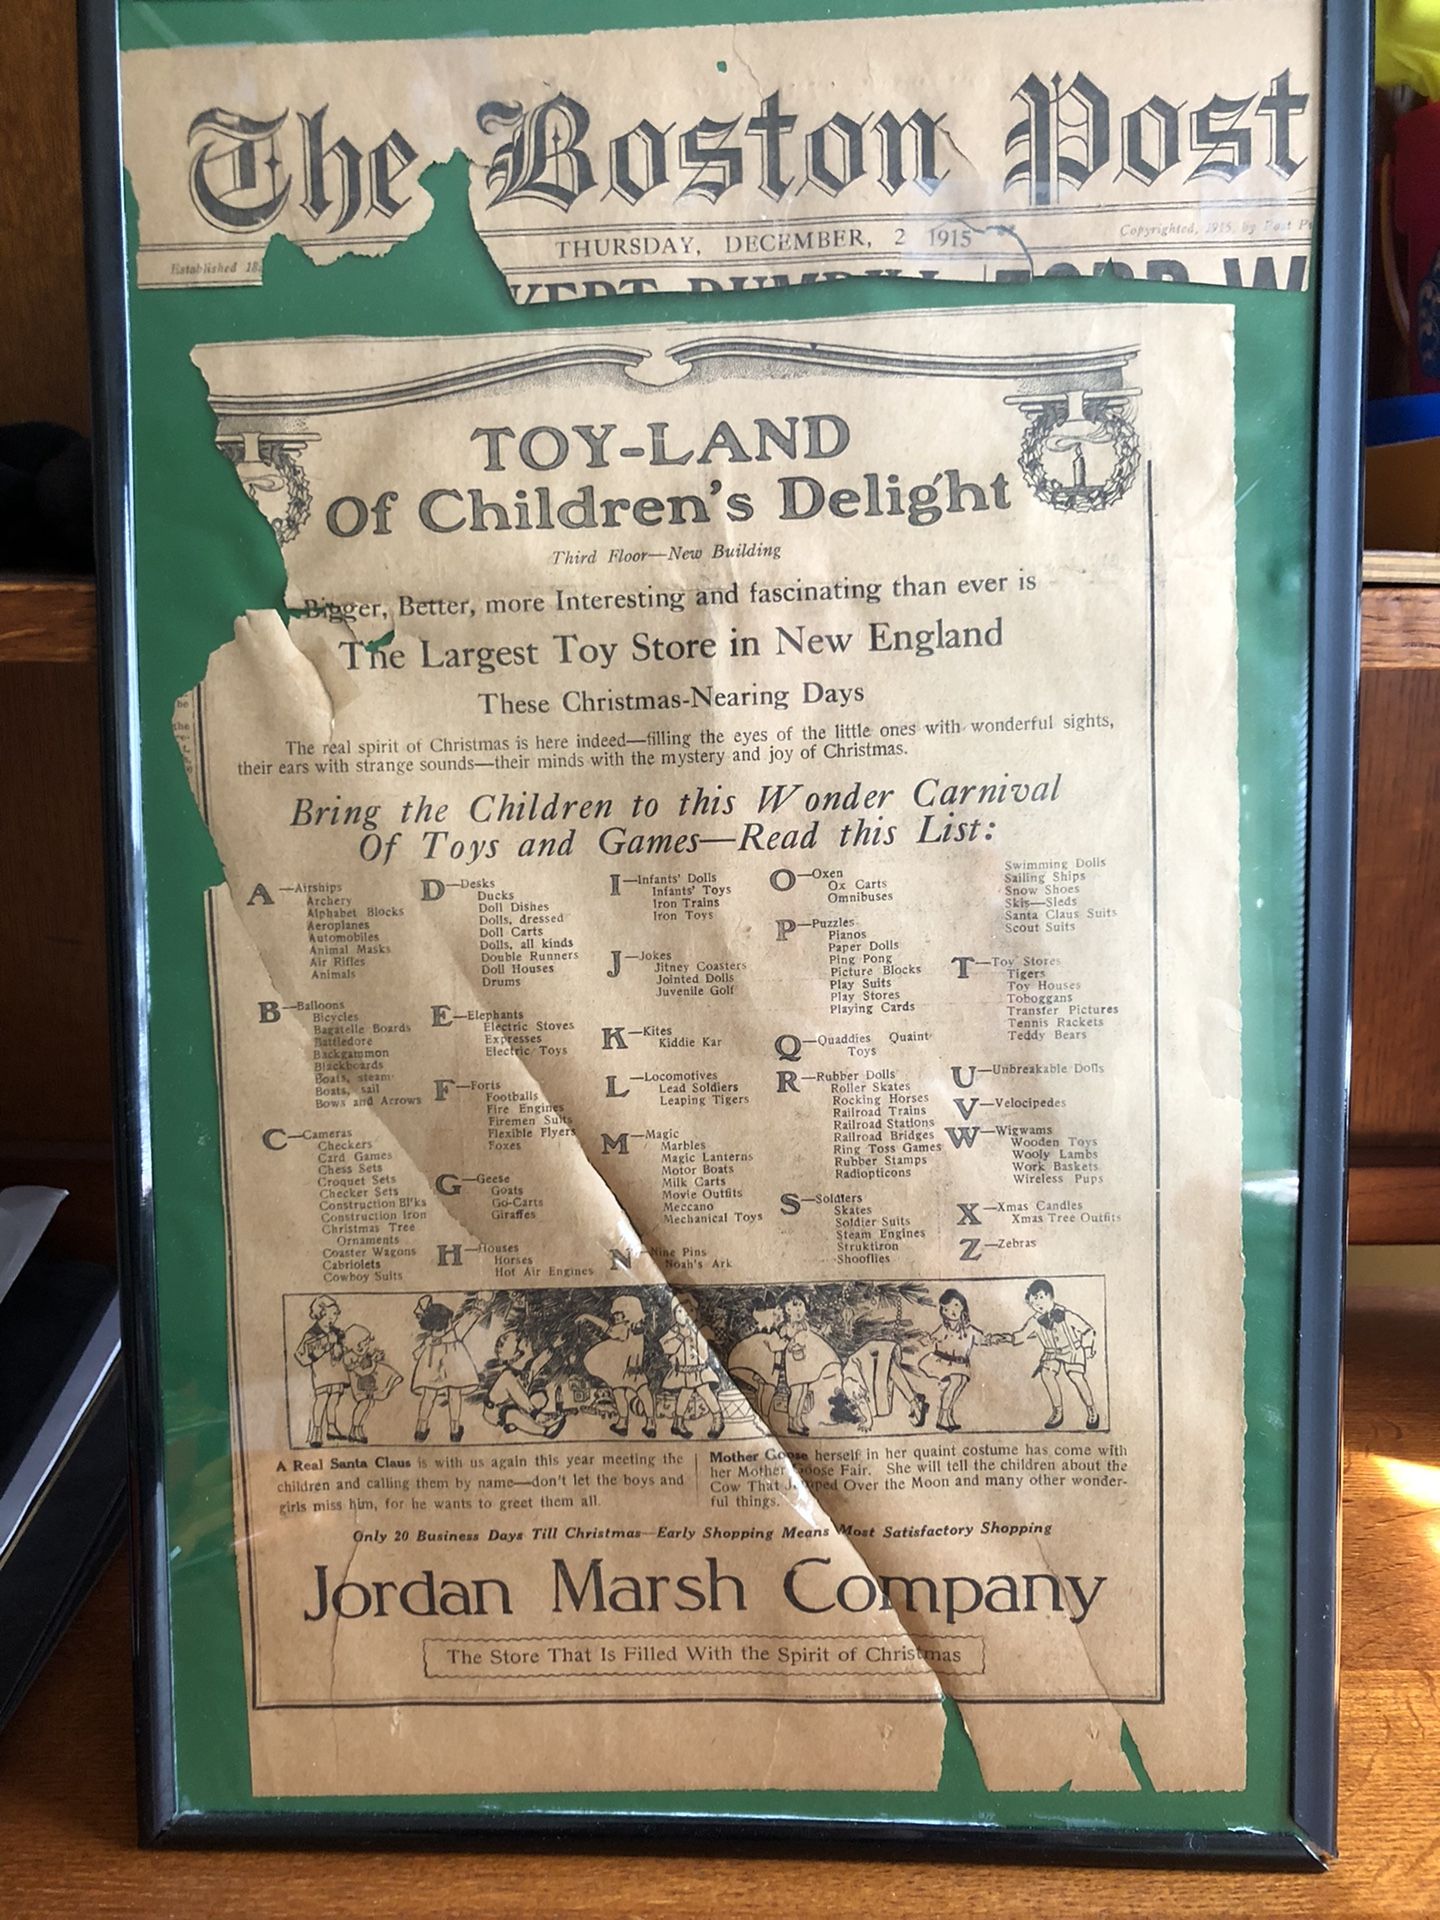 The Boston Post
THURSDAY, DECEMBER, 2 1915
Copyrighted, 1915, by Post
Established
TOY-LAND
Of Children's Delight
Third Floor—New Building
Bigger, Better, more Interesting and fascinating than ever is
The Largest Toy Store in New England
These Christmas-Nearing Days
The real spirit of Christmas is here indeed—filling the eyes of the little ones with wonderful sights,
their ears with strange sounds—their minds with the mystery and joy of Christmas.
Bring the Children to this Wonder Carnival
Of Toys and Games—Read this List:
A—Airships
Archery
Alphabet Blocks
Aeroplanes
Automobiles
Animal Masks
Air Rifles
Animals
B—Balloons
Bicycles
Bagatelle Boards
Battledore
Backgammon
Blackboards
Boats, steam
Boats, sail
Bows and Arrows
C—Cameras
Checkers
Card Games
Chess Sets
Croquet Sets
Checker Sets
Construction Bl'ks
Construction Iron
Christmas Tree
Ornaments
Coaster Wagons
Cabriolets
Cowboy Suits
D—Desks
Ducks
Doll Dishes
Dolls, dressed
Doll Carts
Dolls, all kinds
Double Runners
Doll Houses
Drums
E—Elephants
Electric Stoves
Expresses
Electric Toys
F—Forts
Footballs
Fire Engines
Firemen Suits
Flexible Flyers
Foxes
G—Geese
Goats
Go-Carts
Giraffes
H—Houses
Horses
Hot Air Engines
I—Infants' Dolls
Infants' Toys
Iron Trains
Iron Toys
J—Jokes
Jitney Coasters
Jointed Dolls
Juvenile Golf
K—Kites
Kiddie Kar
L—Locomotives
Lead Soldiers
Leaping Tigers
M—Magic
Marbles
Magic Lanterns
Motor Boats
Milk Carts
Movie Outfits
Meccano
Mechanical Toys
N—Nine Pins
Noah's Ark
O—Oxen
Ox Carts
Omnibuses
P—Puzzles
Pianos
Paper Dolls
Ping Pong
Picture Blocks
Play Suits
Play Stores
Playing Cards
Q—Quaddies Quaint
Toys
R—Rubber Dolls
Roller Skates
Rocking Horses
Railroad Trains
Railroad Stations
Railroad Bridges
Ring Toss Games
Rubber Stamps
Radiopticons
S—Soldiers
Skates
Soldier Suits
Steam Engines
Struktiron
Shooflies
Swimming Dolls
Sailing Ships
Snow Shoes
Skis—Sleds
Santa Claus Suits
Scout Suits
T—Toy Stores
Tigers
Toy Houses
Toboggans
Transfer Pictures
Tennis Rackets
Teddy Bears
U—Unbreakable Dolls
V—Velocipedes
W—Wigwams
Wooden Toys
Wooly Lambs
Work Baskets
Wireless Pups
X—Xmas Candles
Xmas Tree Outfits
Z—Zebras
A Real Santa Claus is with us again this year meeting the
children and calling them by name—don't let the boys and
girls miss him, for he wants to greet them all.
Mother Goose herself in her quaint costume has come with
her Mother Goose Fair. She will tell the children about the
Cow That Jumped Over the Moon and many other wonder-
ful things.
Only 20 Business Days Till Christmas—Early Shopping Means Most Satisfactory Shopping
Jordan Marsh Company
The Store That Is Filled With the Spirit of Christmas